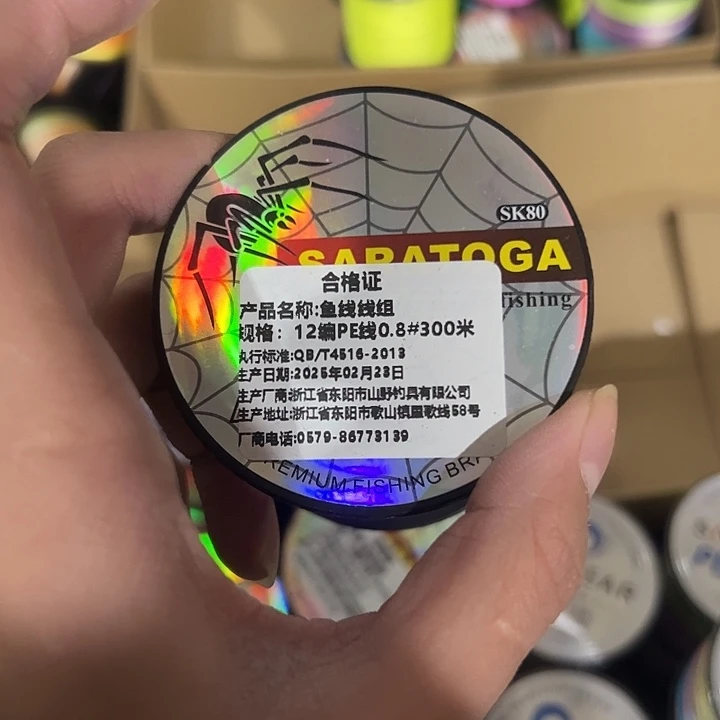 SK80
SARATOGA
fishing
合格证
产品名称:鱼线线组
规格：12编PE线0.8#300米
执行标准:QB/T4516-2013
生产日期:2025年02月23日
生产厂商:浙江省东阳市山野钓具有限公司
生产地址:浙江省东阳市歌山镇里歌线58号
厂商电话:0579-86773139
PREMIUM FISHING BRA